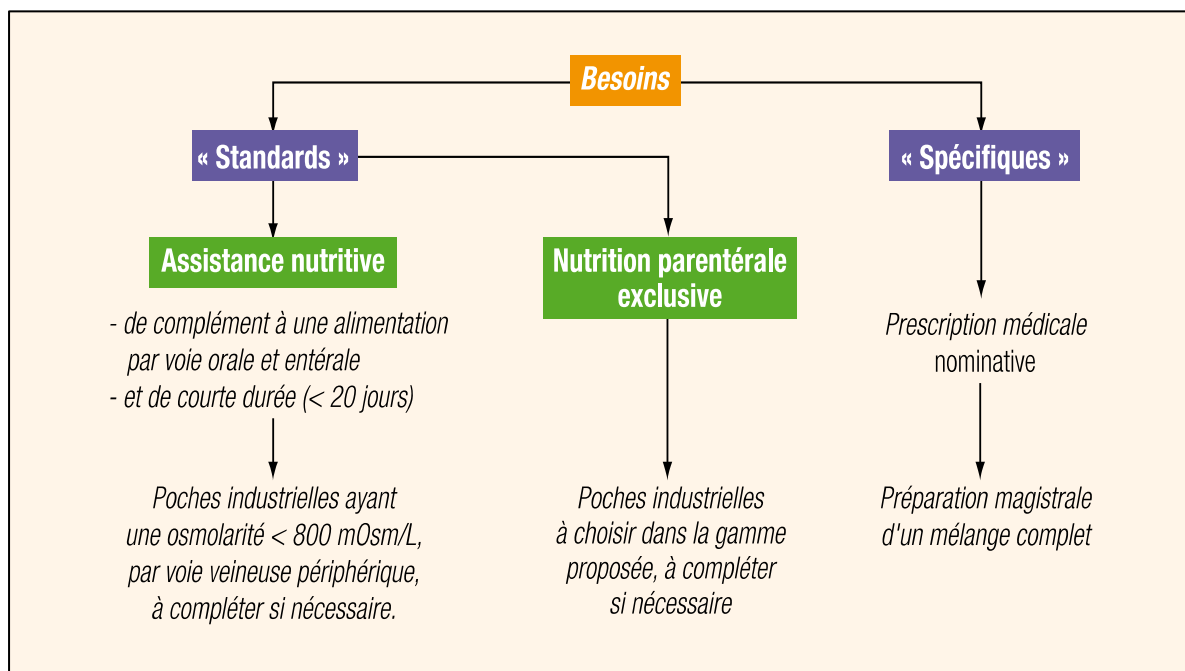 Besoins
« Standards »
« Spécifiques »
Assistance nutritive
Nutrition parentérale
exclusive
- de complément à une alimentation
par voie orale et entérale
- et de courte durée (< 20 jours)
Prescription médicale
nominative
Poches industrielles ayant
une osmolarité < 800 mOsm/L,
par voie veineuse périphérique,
à compléter si nécessaire.
Poches industrielles
à choisir dans la gamme
proposée, à compléter
si nécessaire
Préparation magistrale
d'un mélange complet